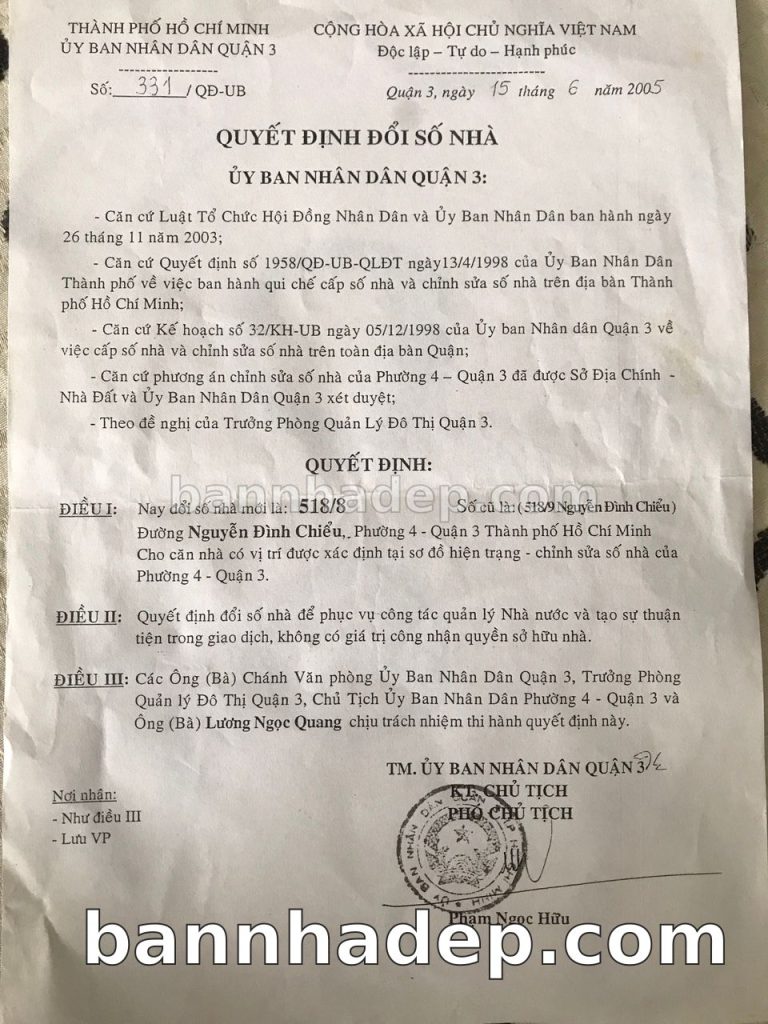 THÀNH PHỐ HỒ CHÍ MINH
ỦY BAN NHÂN DÂN QUẬN 3
Số: 331 / QĐ-UB
CỘNG HÒA XÃ HỘI CHỦ NGHĨA VIỆT NAM
Độc lập – Tự do – Hạnh phúc
Quận 3, ngày 15 tháng 6 năm 2005
QUYẾT ĐỊNH ĐỔI SỐ NHÀ
ỦY BAN NHÂN DÂN QUẬN 3:
- Căn cứ Luật Tổ Chức Hội Đồng Nhân Dân và Ủy Ban Nhân Dân ban hành ngày
26 tháng 11 năm 2003;
- Căn cứ Quyết định số 1958/QĐ-UB-QLĐT ngày13/4/1998 của Ủy Ban Nhân Dân
Thành phố về việc ban hành qui chế cấp số nhà và chỉnh sửa số nhà trên địa bàn Thành
phố Hồ Chí Minh;
- Căn cứ Kế hoạch số 32/KH-UB ngày 05/12/1998 của Ủy ban Nhân dân Quận 3 về
việc cấp số nhà và chỉnh sửa số nhà trên toàn địa bàn Quận;
- Căn cứ phương án chỉnh sửa số nhà của Phường 4 – Quận 3 đã được Sở Địa Chính -
Nhà Đất và Ủy Ban Nhân Dân Quận 3 xét duyệt;
- Theo đề nghị của Trưởng Phòng Quản Lý Đô Thị Quận 3.
QUYẾT ĐỊNH:
bannhadep.com
ĐIỀU I: Nay đổi số nhà mới là: 518/8 Số cũ là: ( 518/9 Nguyễn Đình Chiểu )
Đường Nguyễn Đình Chiểu, . Phường 4 - Quận 3 Thành phố Hồ Chí Minh
Cho căn nhà có vị trí được xác định tại sơ đồ hiện trạng - chỉnh sửa số nhà của
Phường 4 - Quận 3.
ĐIỀU II: Quyết định đổi số nhà để phục vụ công tác quản lý Nhà nước và tạo sự thuận
tiện trong giao dịch, không có giá trị công nhận quyền sở hữu nhà.
ĐIỀU III: Các Ông (Bà) Chánh Văn phòng Ủy Ban Nhân Dân Quận 3, Trưởng Phòng
Quản lý Đô Thị Quận 3, Chủ Tịch Ủy Ban Nhân Dân Phường 4 - Quận 3 và
Ông (Bà) Lương Ngọc Quang chịu trách nhiệm thi hành quyết định này.
TM. ỦY BAN NHÂN DÂN QUẬN 3
KT. CHỦ TỊCH
PHÓ CHỦ TỊCH
Nơi nhận:
- Như điều III
- Lưu VP
Phạm Ngọc Hữu
bannhadep.com